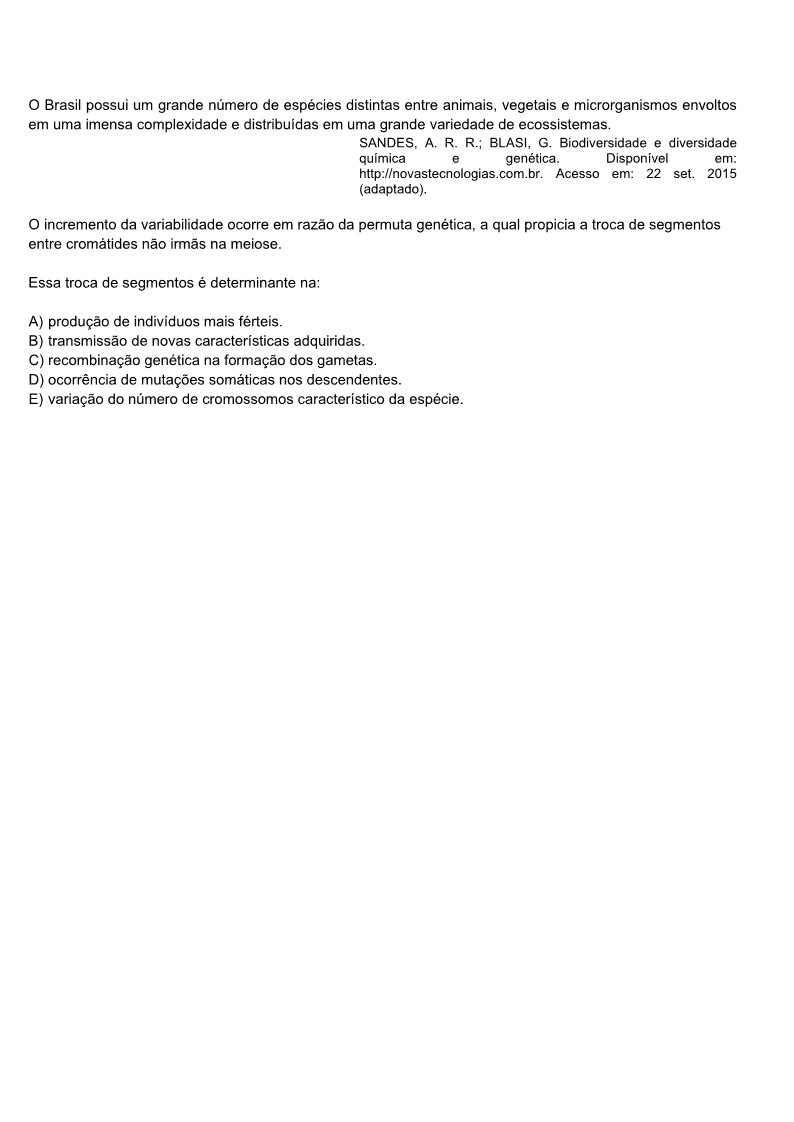 O Brasil possui um grande número de espécies distintas entre animais, vegetais e microrganismos envoltos
em uma imensa complexidade e distribuídas em uma grande variedade de ecossistemas.
SANDES, A. R. R.; BLASI, G. Biodiversidade e diversidade
química e genética. Disponível em:
http://novastecnologias.com.br. Acesso em: 22 set. 2015
(adaptado).
O incremento da variabilidade ocorre em razão da permuta genética, a qual propicia a troca de segmentos
entre cromátides não irmãs na meiose.
Essa troca de segmentos é determinante na:
A) produção de indivíduos mais férteis.
B) transmissão de novas características adquiridas.
C) recombinação genética na formação dos gametas.
D) ocorrência de mutações somáticas nos descendentes.
E) variação do número de cromossomos característico da espécie.